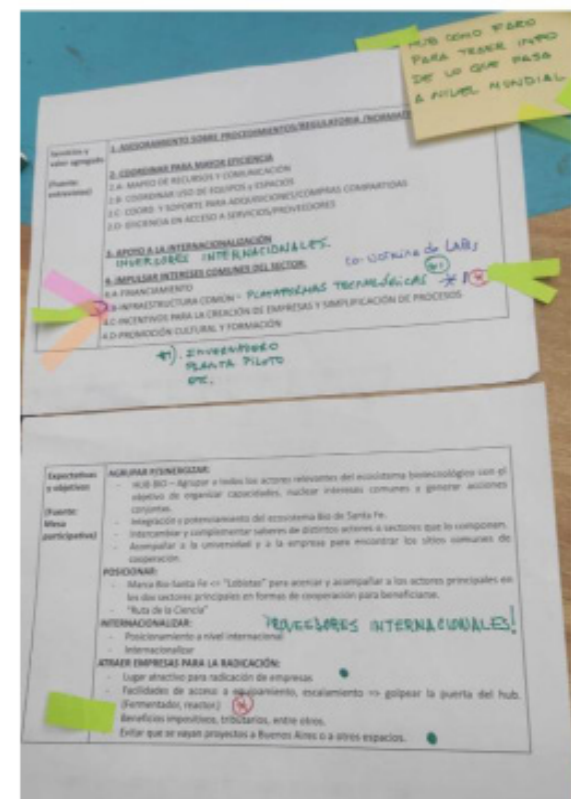 HUB COMO FARO
PARA TRAER INFO
DE LO QUE PASA
A NIVEL MUNDIAL
Servicios y
valor agregado
(Fuente:
entrevistas)
1- ASESORAMIENTO SOBRE PROCEDIMIENTOS/REGULATORIA
2- COORDINAR PARA MAYOR EFICIENCIA
2.A- MAPEO DE RECURSOS Y COMUNICACIÓN
2.B- COORDINAR USO DE EQUIPOS y ESPACIOS
2.C- COORD. Y SOPORTE PARA ADQUISICIONES/COMPRAS COMPARTIDAS
2.D- EFICIENCIA EN ACCESO A SERVICIOS/PROVEEDORES
APOYO A LA INTERNACIONALIZACIÓN
INVERSORES INTERNACIONALES.
IMPULSAR INTERESES COMUNES DEL SECTOR.
CO-WORKING de LABs
4.A-FINANCIAMIENTO
4.B-INFRAESTRUCTURA COMÚN - PLATAFORMAS TECNOLÓGICAS
4.C-INCENTIVOS PARA LA CREACIÓN DE EMPRESAS Y SIMPLIFICACIÓN DE PROCESOS.
4.D-PROMOCIÓN CULTURAL Y FORMACIÓN
*1). INVERNADERO
PLANTA PILOTO
ETC.
Expectativas
y objetivos
(Fuente:
Mesa
participativa)
AGRUPAR Y SINERGIZAR:
- HUB BIO – Agrupar a todos los actores relevantes del ecosistema biotecnológico con el
objetivo de organizar capacidades, nuclear intereses comunes y generar acciones
conjuntas.
- Integración y potenciamiento del ecosistema Bio de Santa Fe.
- Intercambiar y complementar saberes de distintos actores o sectores que lo componen.
- Acompañar a la universidad y a la empresa para encontrar los sitios comunes de
cooperación.
POSICIONAR:
- Marca Bio Santa Fe <> "Lobistas" para acercar y acompañar a los actores principales en
los dos sectores principales en formas de cooperación para beneficiarse.
- "Ruta de la Ciencia"
INTERNACIONALIZAR: PROVEEDORES INTERNACIONALES!
- Posicionamiento a nivel internacional
- Internacionalizar
ATRAER EMPRESAS PARA LA RADICACIÓN:
- Lugar atractivo para radicación de empresas
- Facilidades de acceso a equipamiento, escalamiento => golpear la puerta del hub.
(Fermentador, reactor.)
Beneficios impositivos, tributarios, entre otros.
Evitar que se vayan proyectos a Buenos Aires o a otros espacios.